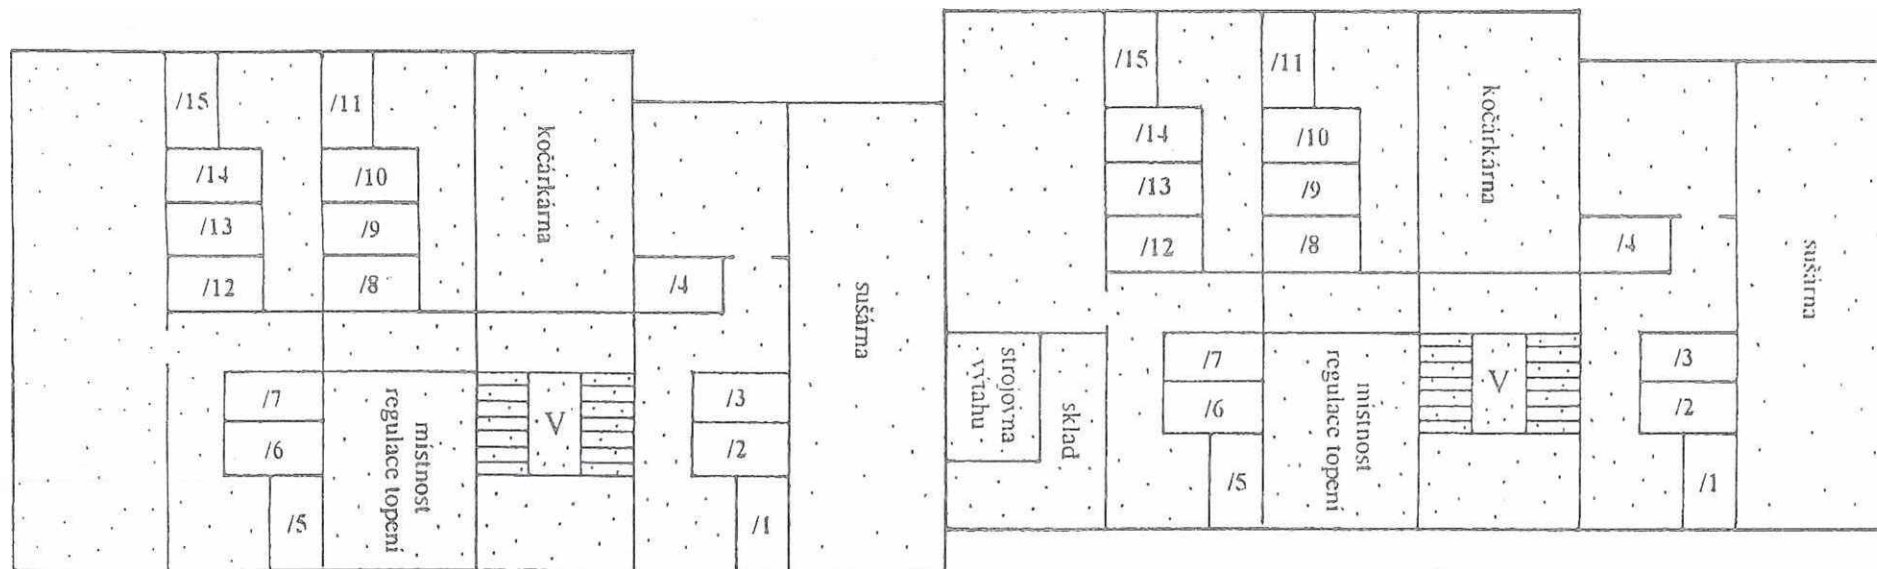 /15
/11
/14
/10
kočárkárna
/13
/9
/12
/8
/4
sušárna
/7
/6
/5
místnost
regulace topení
V
/3
/2
/1
/15
/11
/14
/10
kočárkárna
/13
/9
/12
/8
/4
sušárna
strojovna
výtahu
sklad
/7
/6
/5
místnost
regulace topení
V
/3
/2
/1